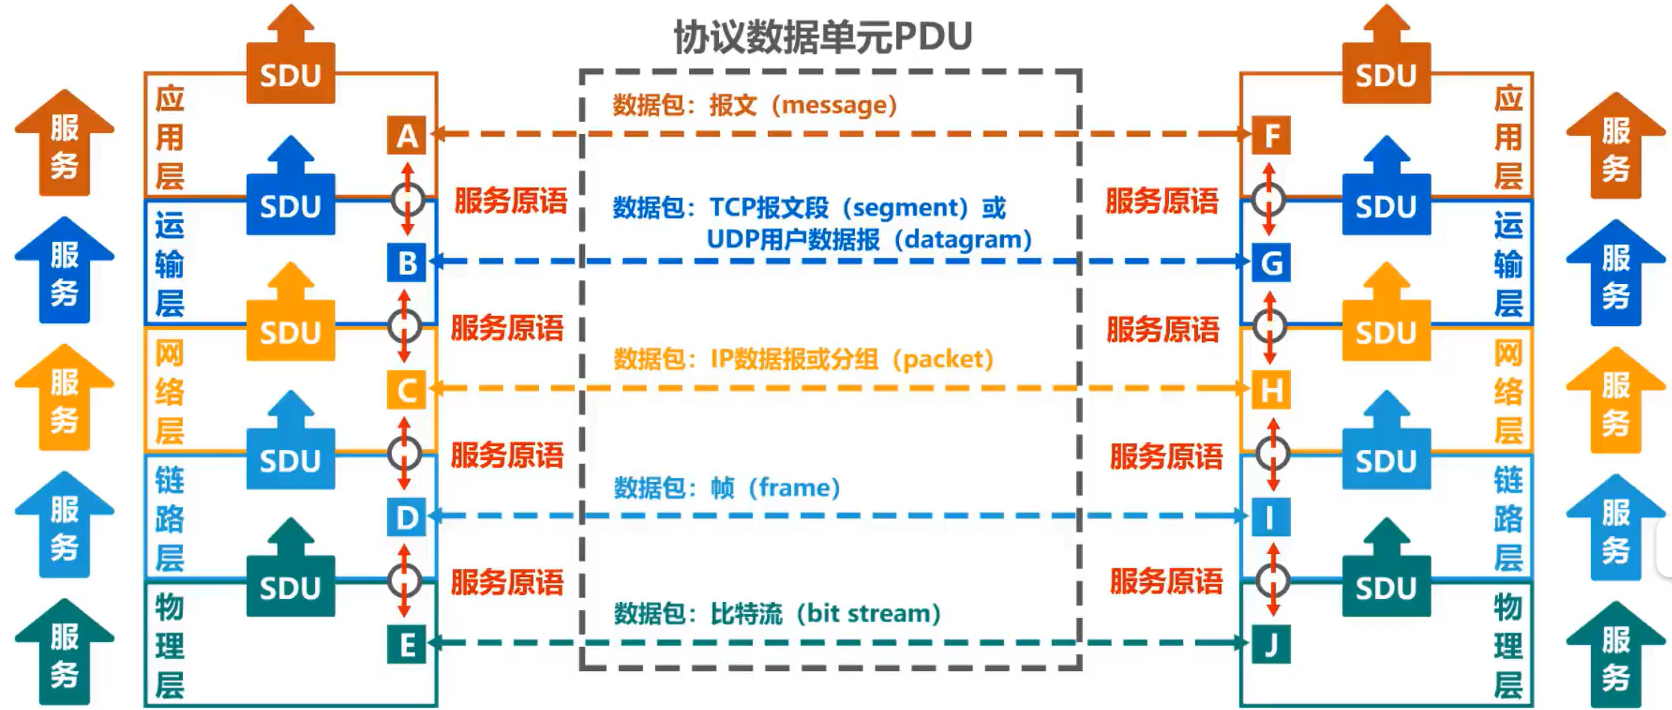 协议数据单元PDU
SDU
SDU
应用层
服务
数据包：报文（message）
A
F
应用层
服务
SDU
服务原语
服务原语
SDU
运输层
服务
数据包：TCP报文段（segment）或
UDP用户数据报（datagram）
B
G
运输层
服务
SDU
服务原语
服务原语
SDU
网络层
服务
数据包：IP数据报或分组（packet）
C
H
网络层
服务
SDU
服务原语
服务原语
SDU
链路层
服务
数据包：帧（frame）
D
I
链路层
服务
SDU
服务原语
服务原语
SDU
物理层
服务
数据包：比特流（bit stream）
E
J
物理层
服务